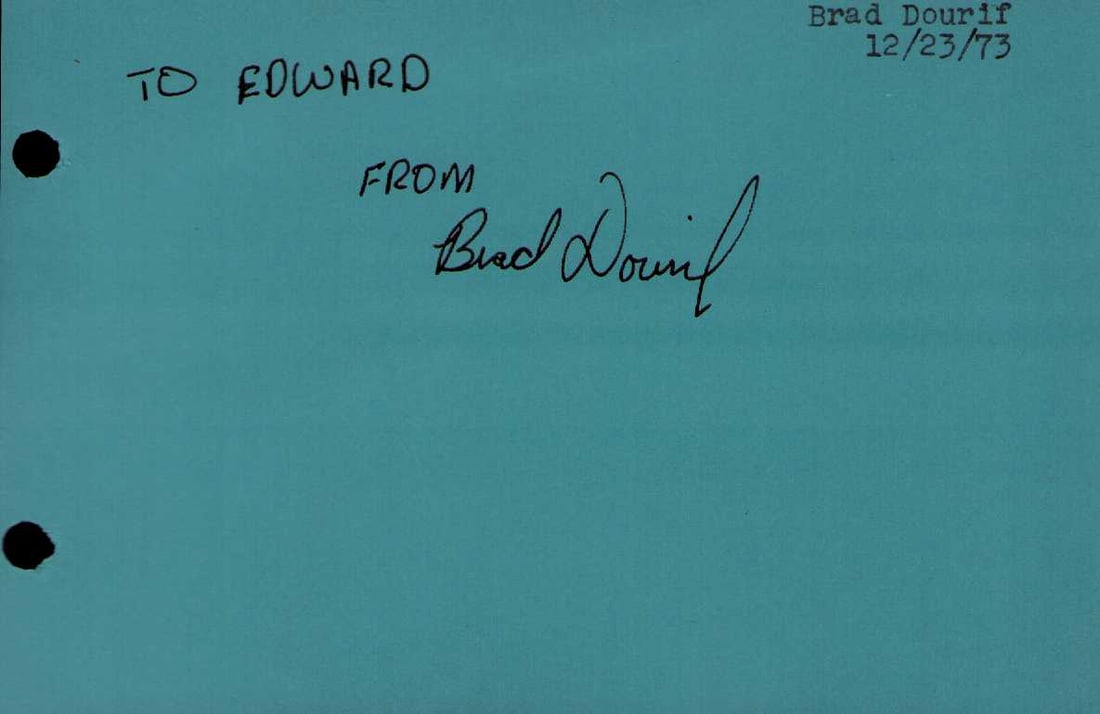 Brad Dourif
12/23/73
TO EDWARD
FROM
Brad Dourif